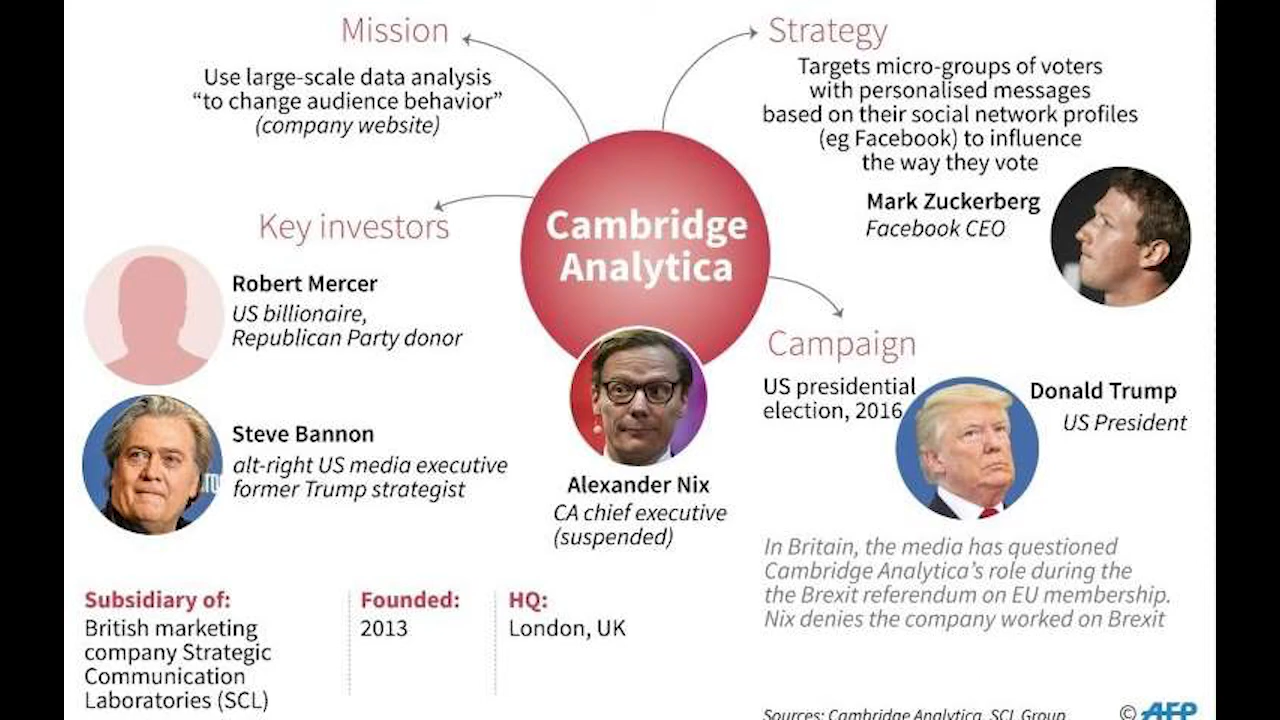 Mission
Use large-scale data analysis
“to change audience behavior”
(company website)
Strategy
Targets micro-groups of voters
with personalised messages
based on their social network profiles
(eg Facebook) to influence
the way they vote
Mark Zuckerberg
Facebook CEO
Key investors
Robert Mercer
US billionaire,
Republican Party donor
Steve Bannon
alt-right US media executive
former Trump strategist
Cambridge
Analytica
Alexander Nix
CA chief executive
(suspended)
Campaign
US presidential
election, 2016
Donald Trump
US President
In Britain, the media has questioned
Cambridge Analytica’s role during the
the Brexit referendum on EU membership.
Nix denies the company worked on Brexit
Subsidiary of:
British marketing
company Strategic
Communication
Laboratories (SCL)
Founded:
2013
HQ:
London, UK
Sources: Cambridge Analytica, SCL Group
© AFP